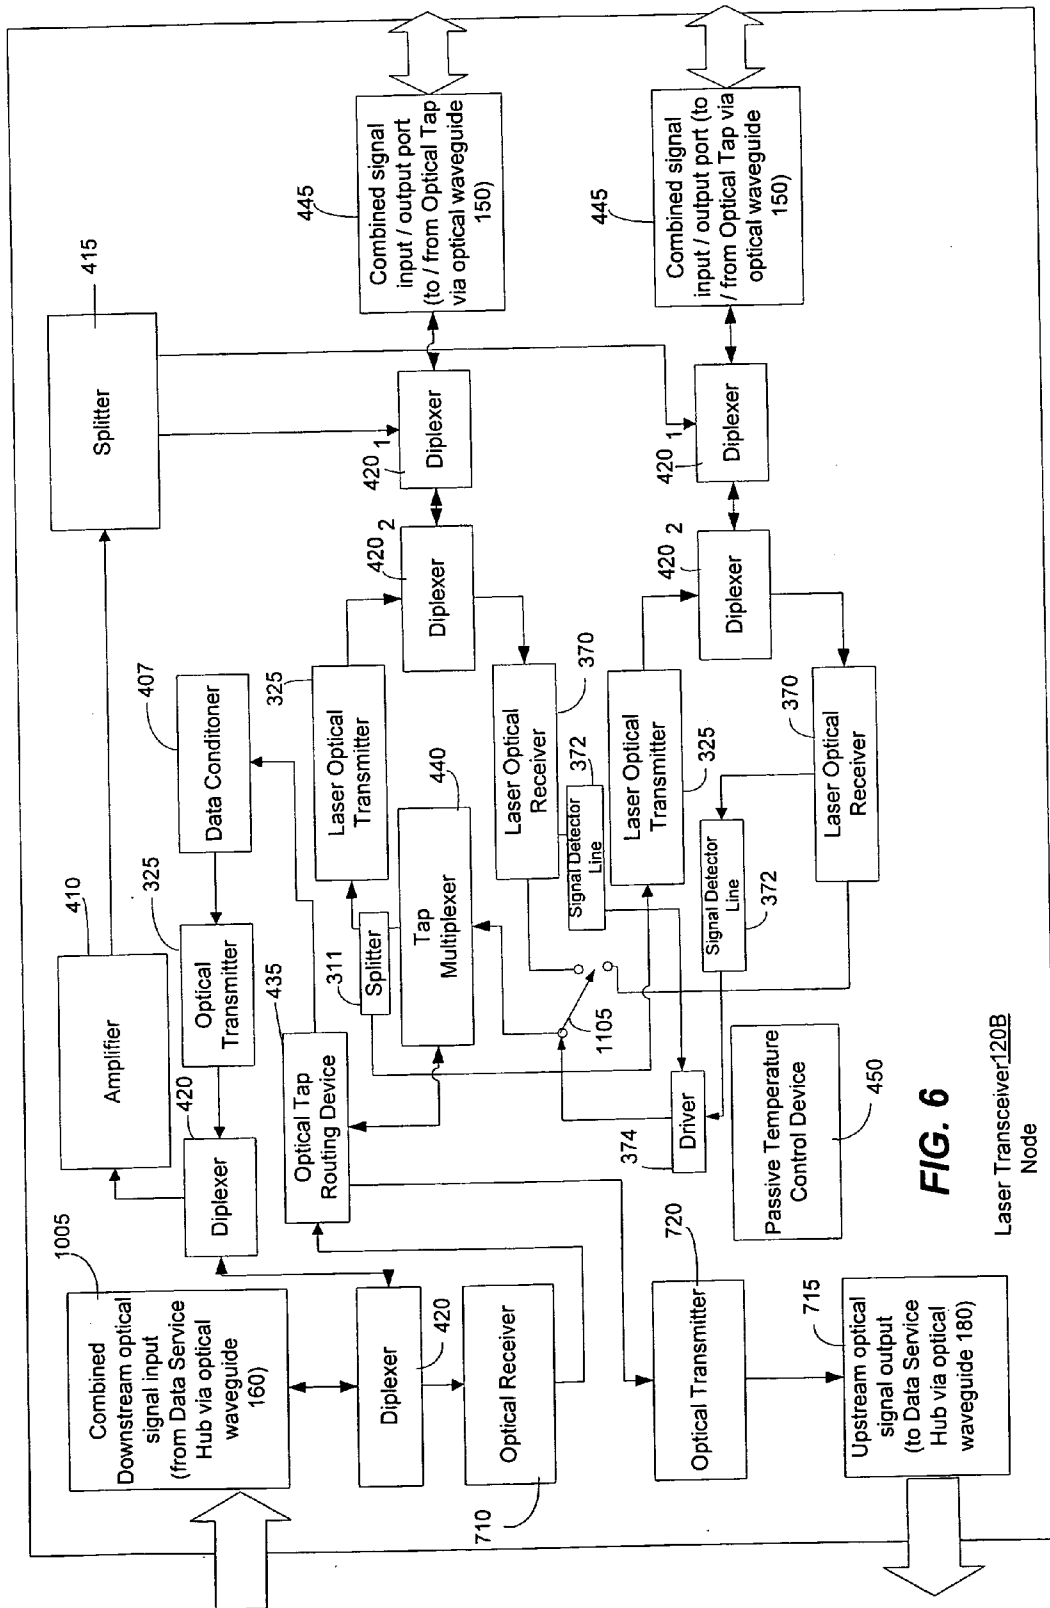 1005
Combined
Downstream optical
signal input
(from Data Service
Hub via optical
waveguide
160)
Diplexer
420
Optical Receiver
710
Amplifier
410
Diplexer
420
Optical
Transmitter
325
Data Conditoner
407
Splitter
415
Optical Tap
Routing Device
435
Splitter
311
Tap
Multiplexer
440
Laser Optical
Transmitter
325
Diplexer
420
2
Diplexer
420
1
Combined signal
input / output port
(to / from Optical Tap
via optical waveguide
150)
445
Laser Optical
Receiver
370
Signal Detector
Line
372
Laser Optical
Transmitter
325
Diplexer
420
2
Diplexer
420
1
Combined signal
input / output port (to
/ from Optical Tap via
optical waveguide
150)
445
Laser Optical
Receiver
370
Signal Detector
Line
372
1105
Driver
374
Passive Temperature
Control Device
450
Optical Transmitter
720
Upstream optical
signal output
(to Data Service
Hub via optical
waveguide 180)
715
FIG. 6
Laser Transceiver120B
Node